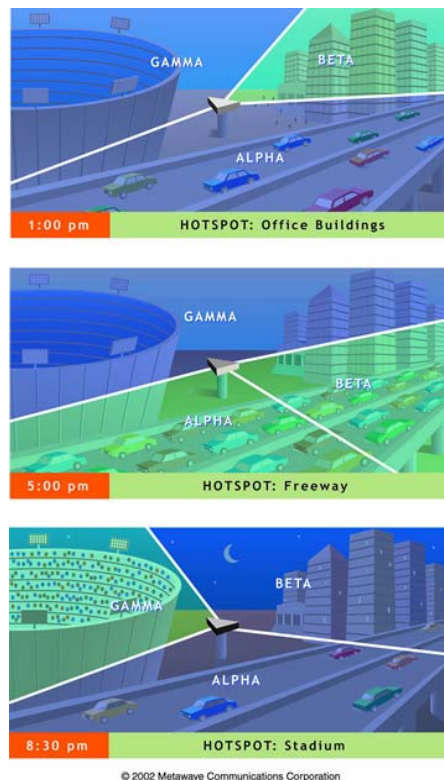 GAMMA
BETA
ALPHA
1:00 pm HOTSPOT: Office Buildings
GAMMA
BETA
ALPHA
5:00 pm HOTSPOT: Freeway
BETA
GAMMA
ALPHA
8:30 pm HOTSPOT: Stadium
© 2002 Metawave Communications Corporation